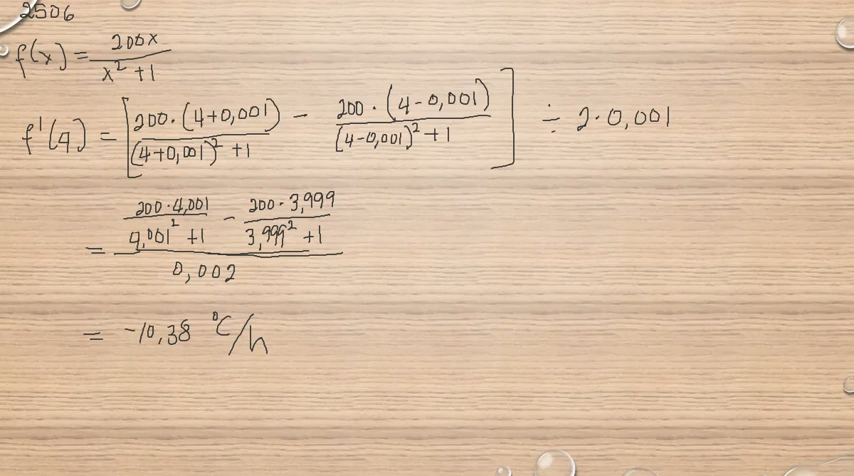 2506
f(x) = 200x / x² + 1
f'(4) = [200·(4+0,001) / (4+0,001)² + 1 − 200·(4−0,001) / (4−0,001)² + 1] ÷ 2·0,001
= (200·4,001 / 4,001² + 1 − 200·3,999 / 3,999² + 1) / 0,002
= −10,38 °C/h